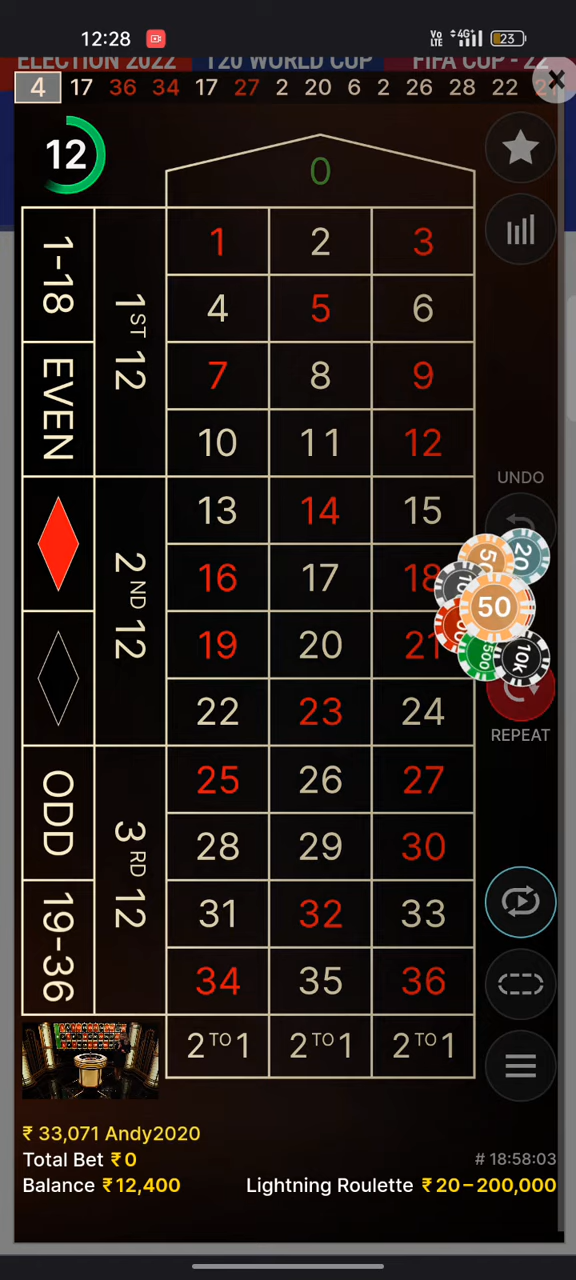 12:28 Vo LTE 4G 23
ELECTION 2022 T20 WORLD CUP FIFA CUP - 22
4 17 36 34 17 27 2 20 6 2 26 28 22
12
0
1-18 1ST 12 1 2 3
4 5 6
EVEN 7 8 9
10 11 12
UNDO
2ND 12 13 14 15
16 17 18
50 20 50 500 10K
19 20 21
22 23 24
REPEAT
ODD 3RD 12 25 26 27
28 29 30
19-36 31 32 33
34 35 36
2 TO 1 2 TO 1 2 TO 1
₹ 33,071 Andy2020
Total Bet ₹0 # 18:58:03
Balance ₹12,400 Lightning Roulette ₹20-200,000